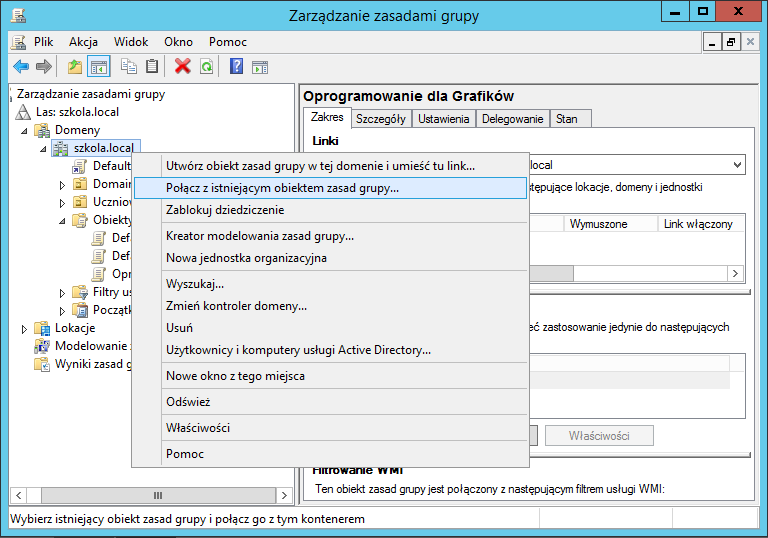 Zarządzanie zasadami grupy
Plik Akcja Widok Okno Pomoc
Zarządzanie zasadami grupy
Las: szkola.local
Domeny
szkola.local
Default
Domain
Uczniow
Obiekty
Defa
Defa
Opr
Filtry us
Począt
Lokacje
Modelowanie
Wyniki zasad g
Utwórz obiekt zasad grupy w tej domenie i umieść tu link...
Połącz z istniejącym obiektem zasad grupy...
Zablokuj dziedziczenie
Kreator modelowania zasad grupy...
Nowa jednostka organizacyjna
Wyszukaj...
Zmień kontroler domeny...
Usuń
Użytkownicy i komputery usługi Active Directory...
Nowe okno z tego miejsca
Odśwież
Właściwości
Pomoc
Oprogramowanie dla Grafików
Zakres Szczegóły Ustawienia Delegowanie Stan
Linki
local
stępujące lokacje, domeny i jednostki
Wymuszone Link włączony
eć zastosowanie jedynie do następujących
Właściwości
Filtrowanie WMI
Ten obiekt zasad grupy jest połączony z następującym filtrem usługi WMI:
Wybierz istniejący obiekt zasad grupy i połącz go z tym kontenerem